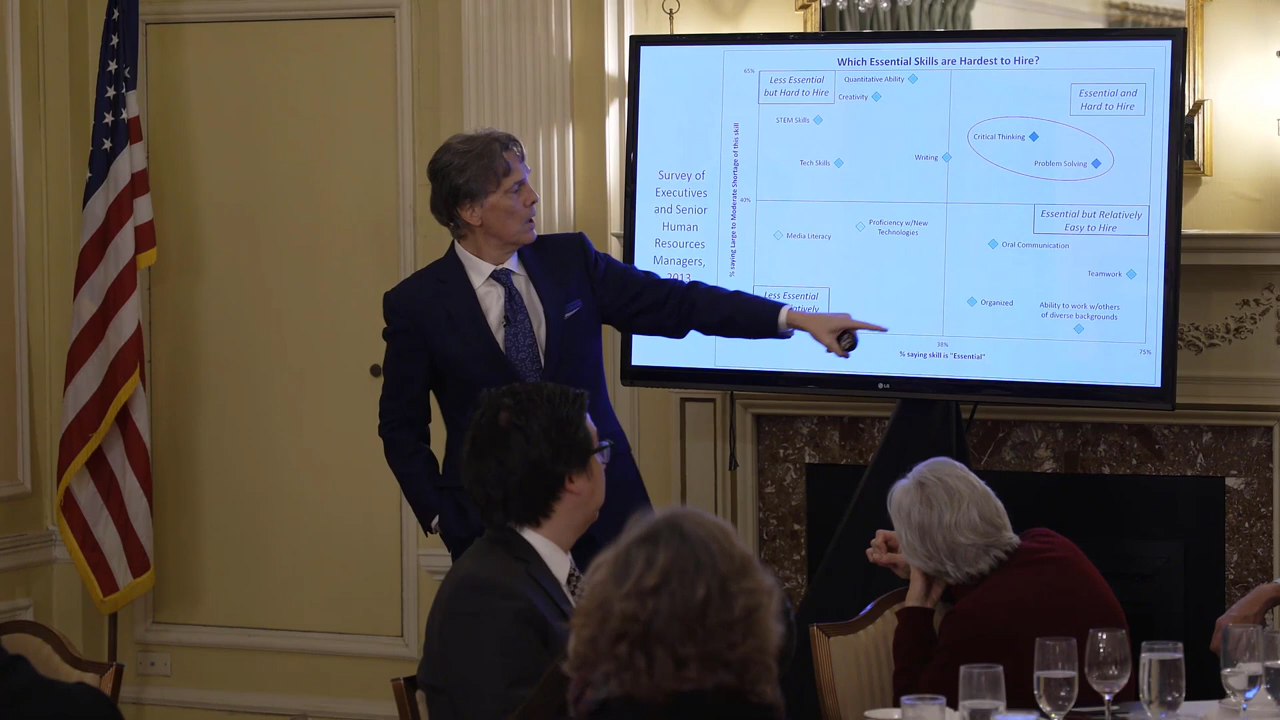 Which Essential Skills are Hardest to Hire?
65%
Less Essential
but Hard to Hire
Quantitative Ability
Creativity
Essential and
Hard to Hire
STEM Skills
Critical Thinking
Tech Skills
Writing
Problem Solving
Survey of
Executives
and Senior
Human
Resources
Managers,
2013
% saying Large to Moderate Shortage of this skill
40%
Essential but Relatively
Easy to Hire
Media Literacy
Proficiency w/New
Technologies
Oral Communication
Teamwork
Less Essential
Organized
Ability to work w/others
of diverse backgrounds
38%
75%
% saying skill is "Essential"
LG